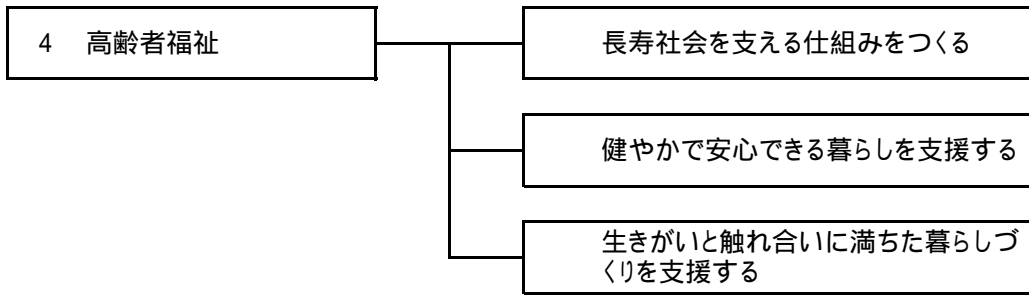 4　高齢者福祉
長寿社会を支える仕組みをつくる
健やかで安心できる暮らしを支援する
生きがいと触れ合いに満ちた暮らしづ
くりを支援する